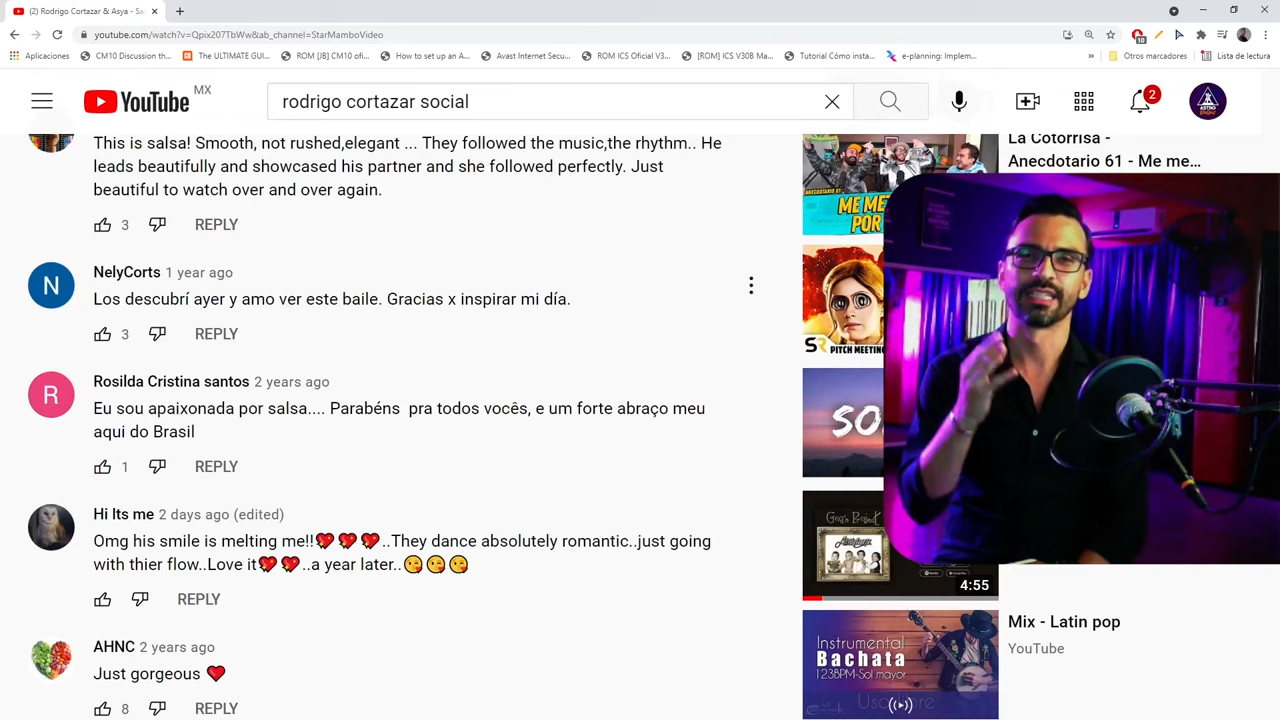 (2) Rodrigo Cortazar & Asya - Sa
youtube.com/watch?v=Qpix207TbWw&ab_channel=StarMamboVideo
Aplicaciones
CM10 Discussion th...
The ULTIMATE GUI...
ROM [JB] CM10 ofi...
How to set up an A...
Avast Internet Secu...
ROM ICS Oficial V3...
[ROM] ICS V30B Ma...
Tutorial Cómo insta...
e-planning: Implem...
»
Otros marcadores
Lista de lectura
YouTube MX
rodrigo cortazar social
2
This is salsa! Smooth, not rushed,elegant ... They followed the music,the rhythm.. He
leads beautifully and showcased his partner and she followed perfectly. Just
beautiful to watch over and over again.
3 REPLY
N
NelyCorts 1 year ago
Los descubrí ayer y amo ver este baile. Gracias x inspirar mi día.
3 REPLY
R
Rosilda Cristina santos 2 years ago
Eu sou apaixonada por salsa.... Parabéns pra todos vocês, e um forte abraço meu
aqui do Brasil
1 REPLY
Hi Its me 2 days ago (edited)
Omg his smile is melting me!!💘💘💘..They dance absolutely romantic..just going
with thier flow..Love it💘💘..a year later..😘😘😘
REPLY
AHNC 2 years ago
Just gorgeous ❤
8 REPLY
La Cotorrisa -
Anecdotario 61 - Me me...
ANECDOTARIO
ME ME
POR
SR PITCH MEETING
4:55
Mix - Latin pop
YouTube
Instrumental
Bachata
123BPM-Sol mayor